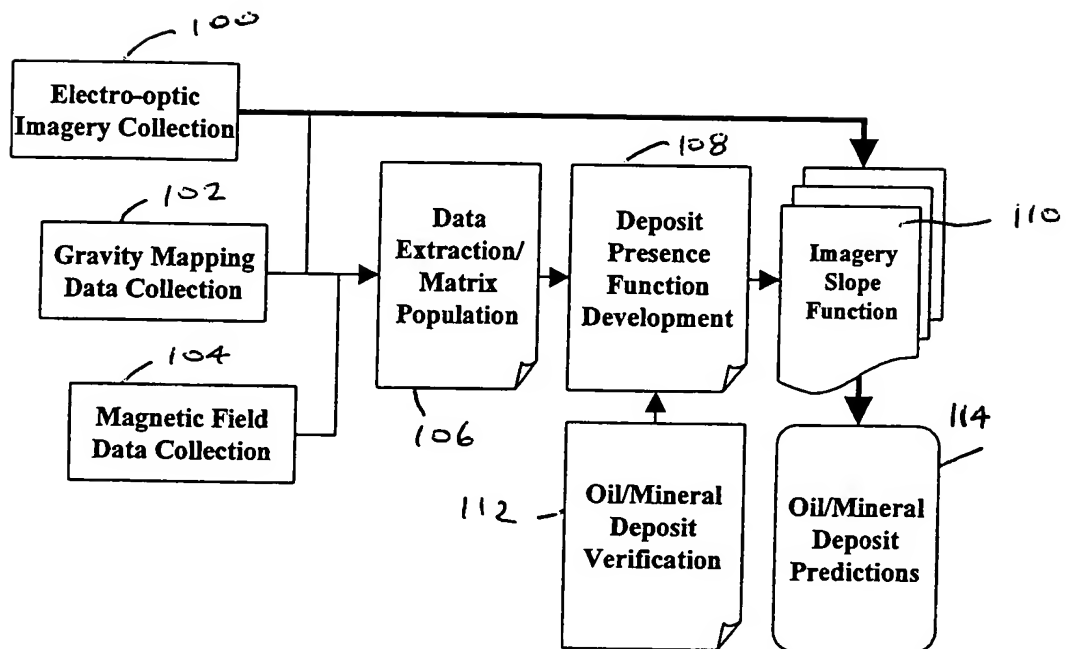 100
Electro-optic
Imagery Collection
102
Gravity Mapping
Data Collection
104
Magnetic Field
Data Collection
Data
Extraction/
Matrix
Population
106
108
Deposit
Presence
Function
Development
110
Imagery
Slope
Function
112
Oil/Mineral
Deposit
Verification
114
Oil/Mineral
Deposit
Predictions